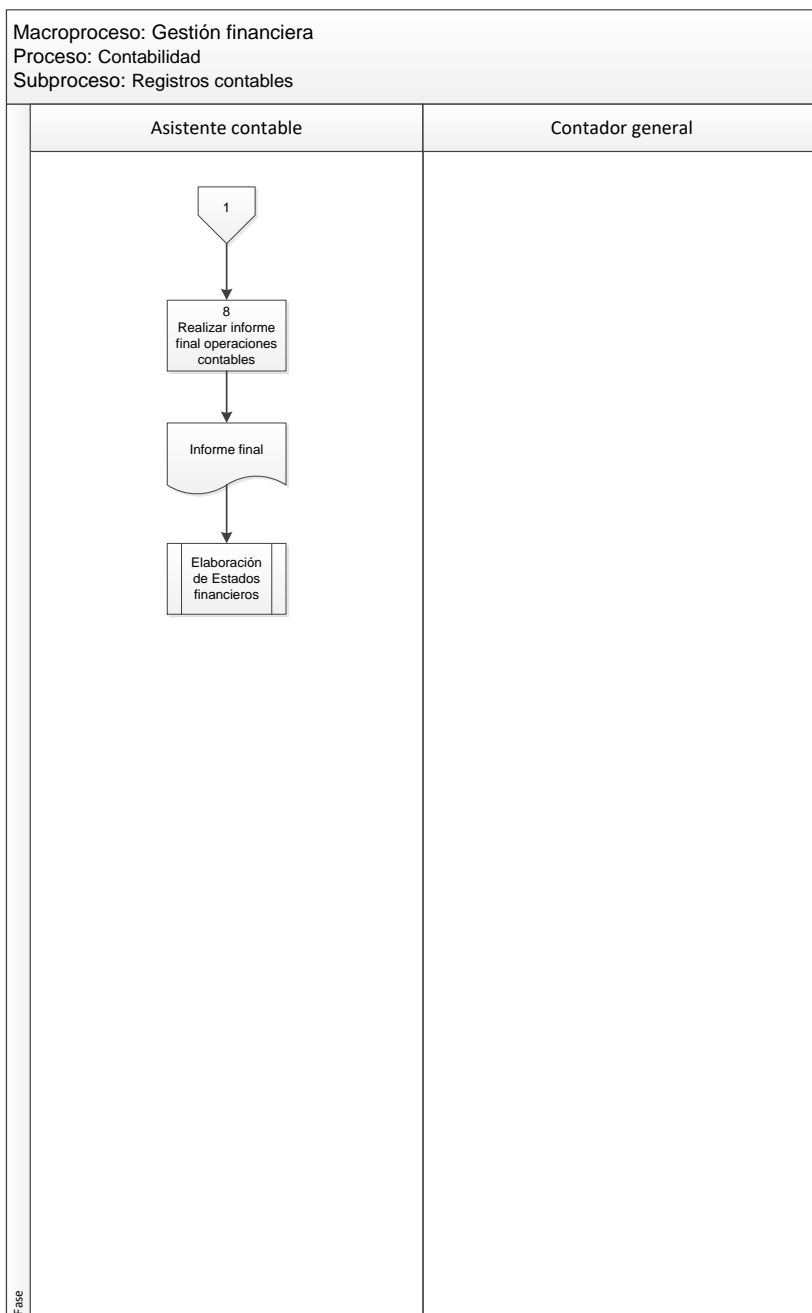 Macroproceso: Gestión financiera
Proceso: Contabilidad
Subproceso: Registros contables
Asistente contable
Contador general
1
8
Realizar informe
final operaciones
contables
Informe final
Elaboración
de Estados
financieros
Fase